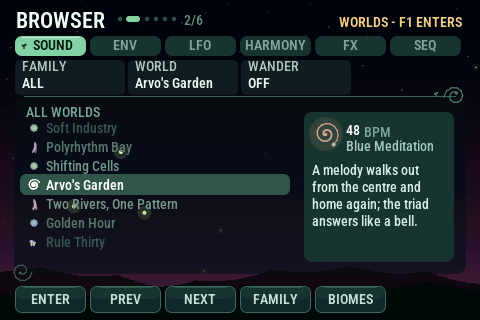 BROWSER
2/6
WORLDS - F1 ENTERS
SOUND
ENV
LFO
HARMONY
FX
SEQ
FAMILY
ALL
WORLD
Arvo's Garden
WANDER
OFF
ALL WORLDS
Soft Industry
Polyrhythm Bay
Shifting Cells
Arvo's Garden
Two Rivers, One Pattern
Golden Hour
Rule Thirty
48 BPM
Blue Meditation
A melody walks out
from the centre and
home again; the triad
answers like a bell.
ENTER
PREV
NEXT
FAMILY
BIOMES